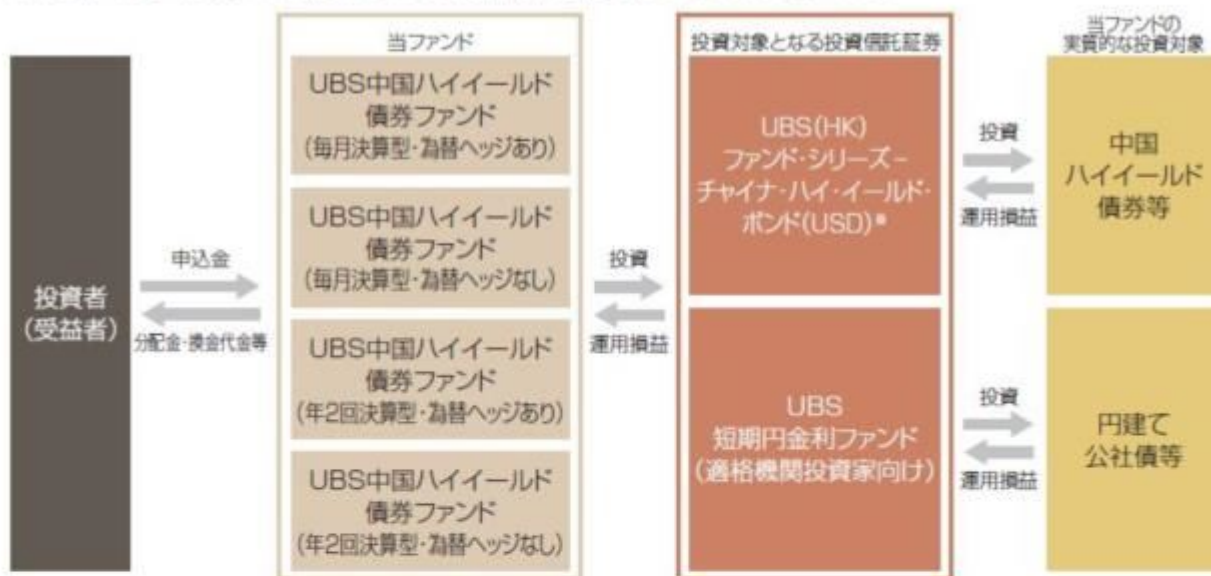 投資者
(受益者)
申込金
分配金・換金代金等
当ファンド
UBS中国ハイイールド
債券ファンド
(毎月決算型・為替ヘッジあり)
UBS中国ハイイールド
債券ファンド
(毎月決算型・為替ヘッジなし)
UBS中国ハイイールド
債券ファンド
(年2回決算型・為替ヘッジあり)
UBS中国ハイイールド
債券ファンド
(年2回決算型・為替ヘッジなし)
投資
運用損益
投資対象となる投資信託証券
UBS(HK)
ファンド・シリーズ−
チャイナ・ハイ・イールド・
ボンド(USD)*
UBS
短期円金利ファンド
(適格機関投資家向け)
投資
運用損益
投資
運用損益
当ファンドの
実質的な投資対象
中国
ハイイールド
債券等
円建て
公社債等